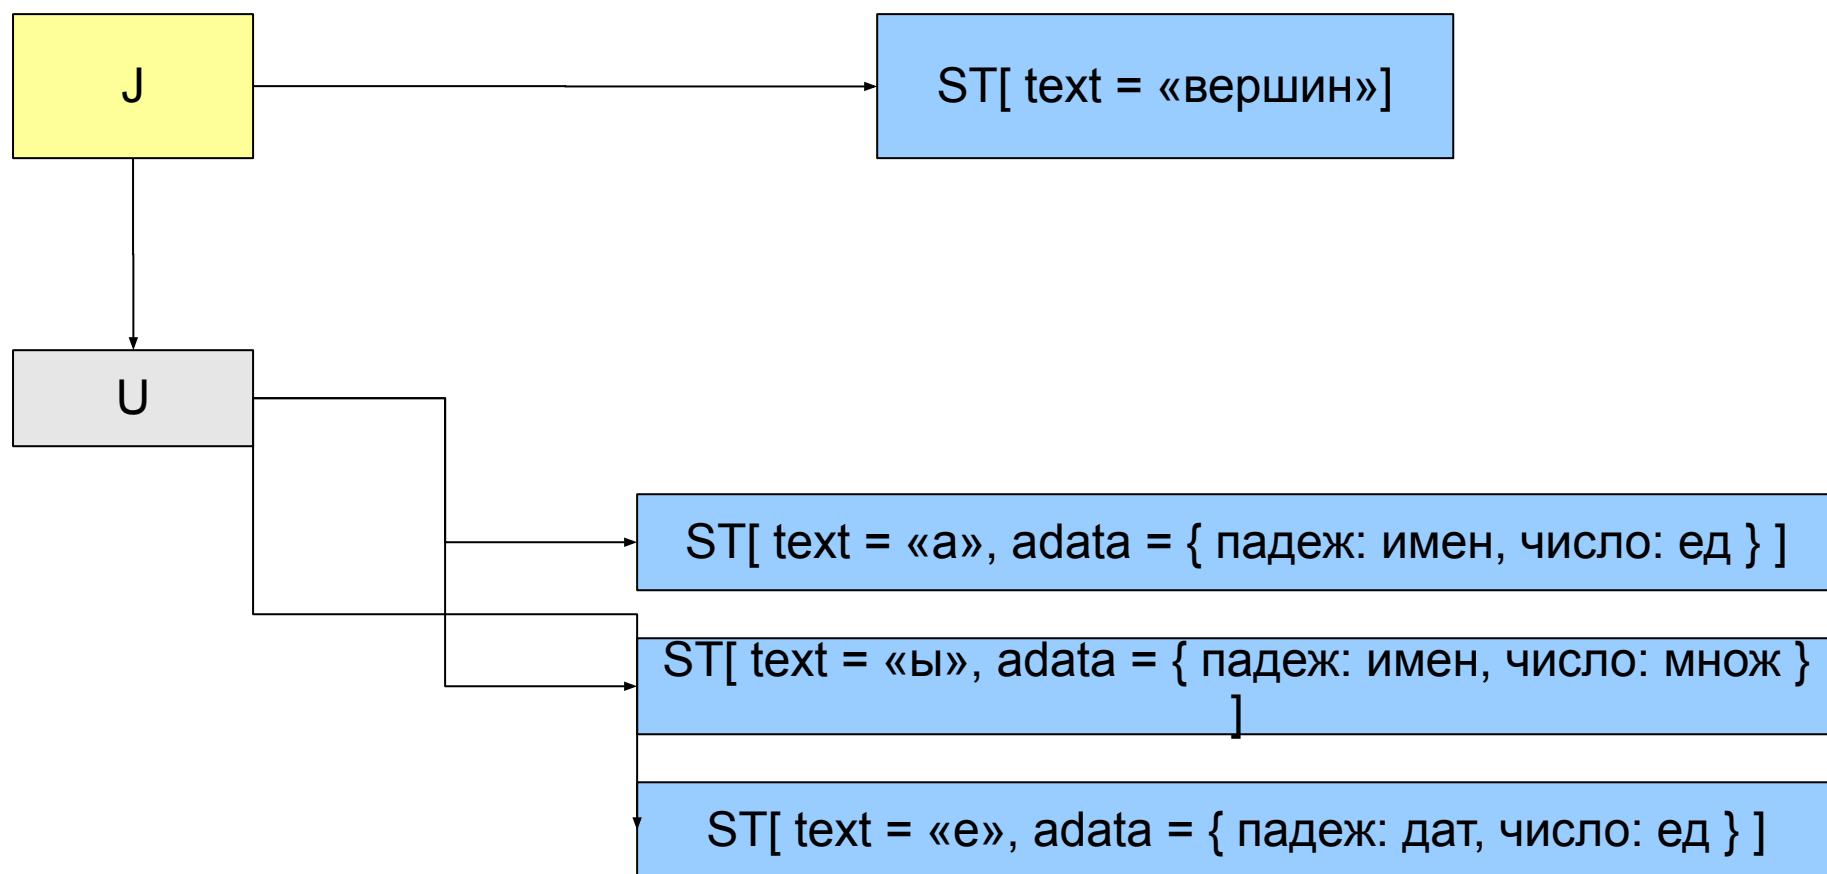 J
ST[ text = «вершин»]
U
ST[ text = «а», adata = { падеж: имен, число: ед } ]
ST[ text = «ы», adata = { падеж: имен, число: множ }
]
ST[ text = «е», adata = { падеж: дат, число: ед } ]